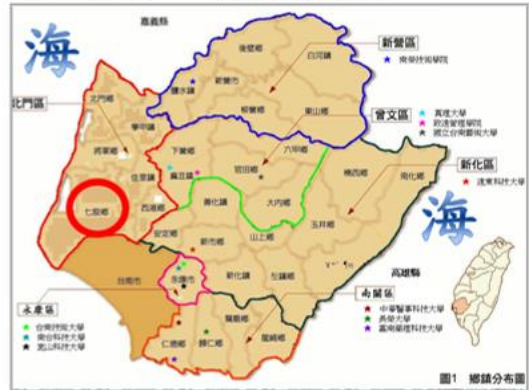 嘉義縣
海
新營區
南榮技術學院
後壁鄉
白河鎮
鹽水鎮
新營市
柳營鄉
東山鄉
北門區
北門鄉
學甲鎮
將軍鄉
佳里鎮
七股鄉
西港鄉
曾文區
真理大學
致遠管理學院
國立台南藝術大學
下營鄉
六甲鄉
麻豆鎮
官田鄉
善化鎮
大內鄉
安定鄉
新化區
遠東科技大學
楠西鄉
南化鄉
玉井鄉
山上鄉
新市鄉
新化鎮
左鎮鄉
海
高雄縣
台南市
永康市
永康區
台南技術大學
南台科技大學
崑山科技大學
仁德鄉
歸仁鄉
龍崎鄉
南關區
中華醫事科技大學
長榮大學
嘉南藥理科技大學
圖1 鄉鎮分布圖